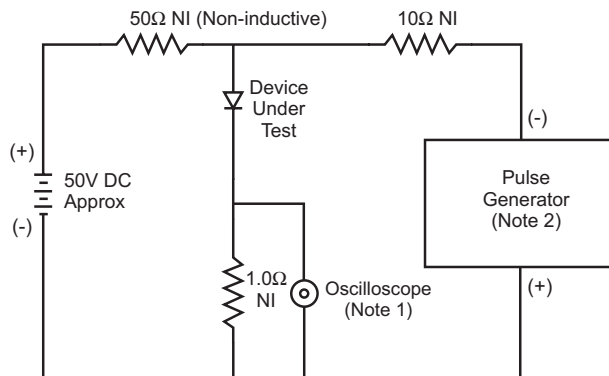 50Ω NI (Non-inductive)
10Ω NI
Device
Under
Test
(-)
(+)
50V DC
Approx
(-)
Pulse
Generator
(Note 2)
1.0Ω
NI
Oscilloscope
(Note 1)
(+)